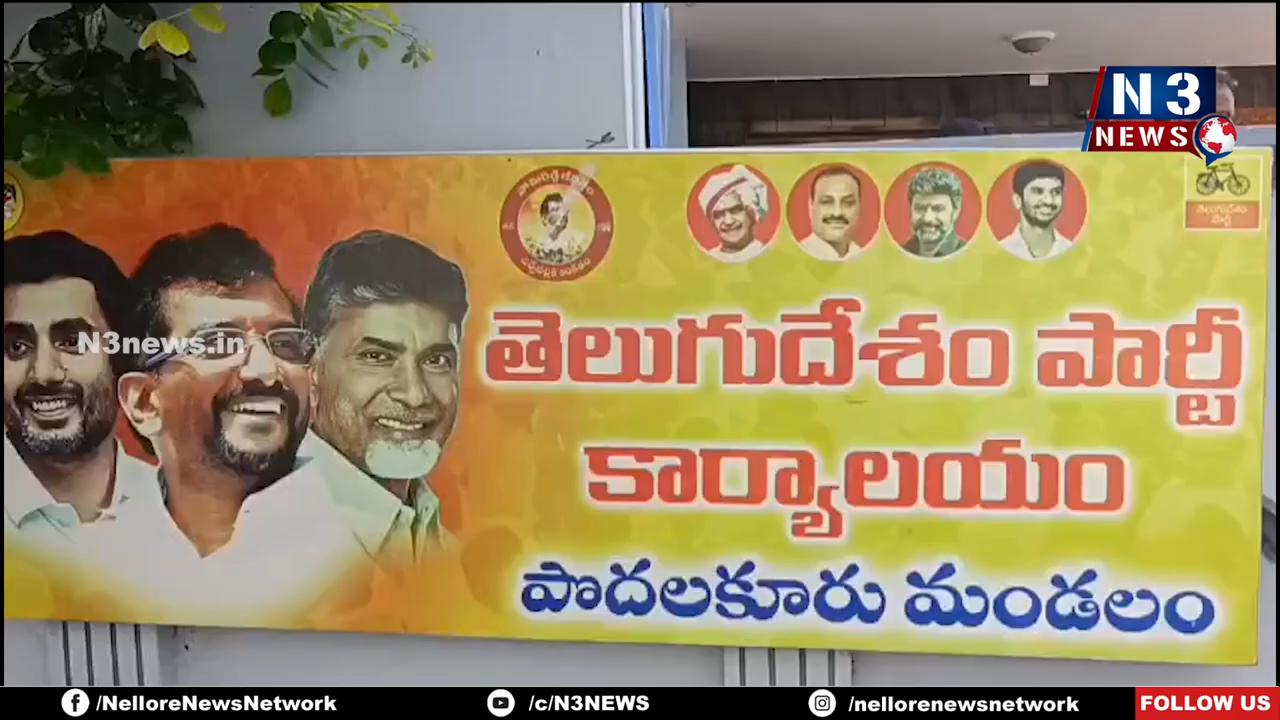 N3
NEWS
తెలుగుదేశం
పార్టీ
తెలుగుదేశం పార్టీ
కార్యాలయం
పొదలకూరు మండలం
N3news.in
/NelloreNewsNetwork
/c/N3NEWS
/nellorenewsnetwork
FOLLOW US